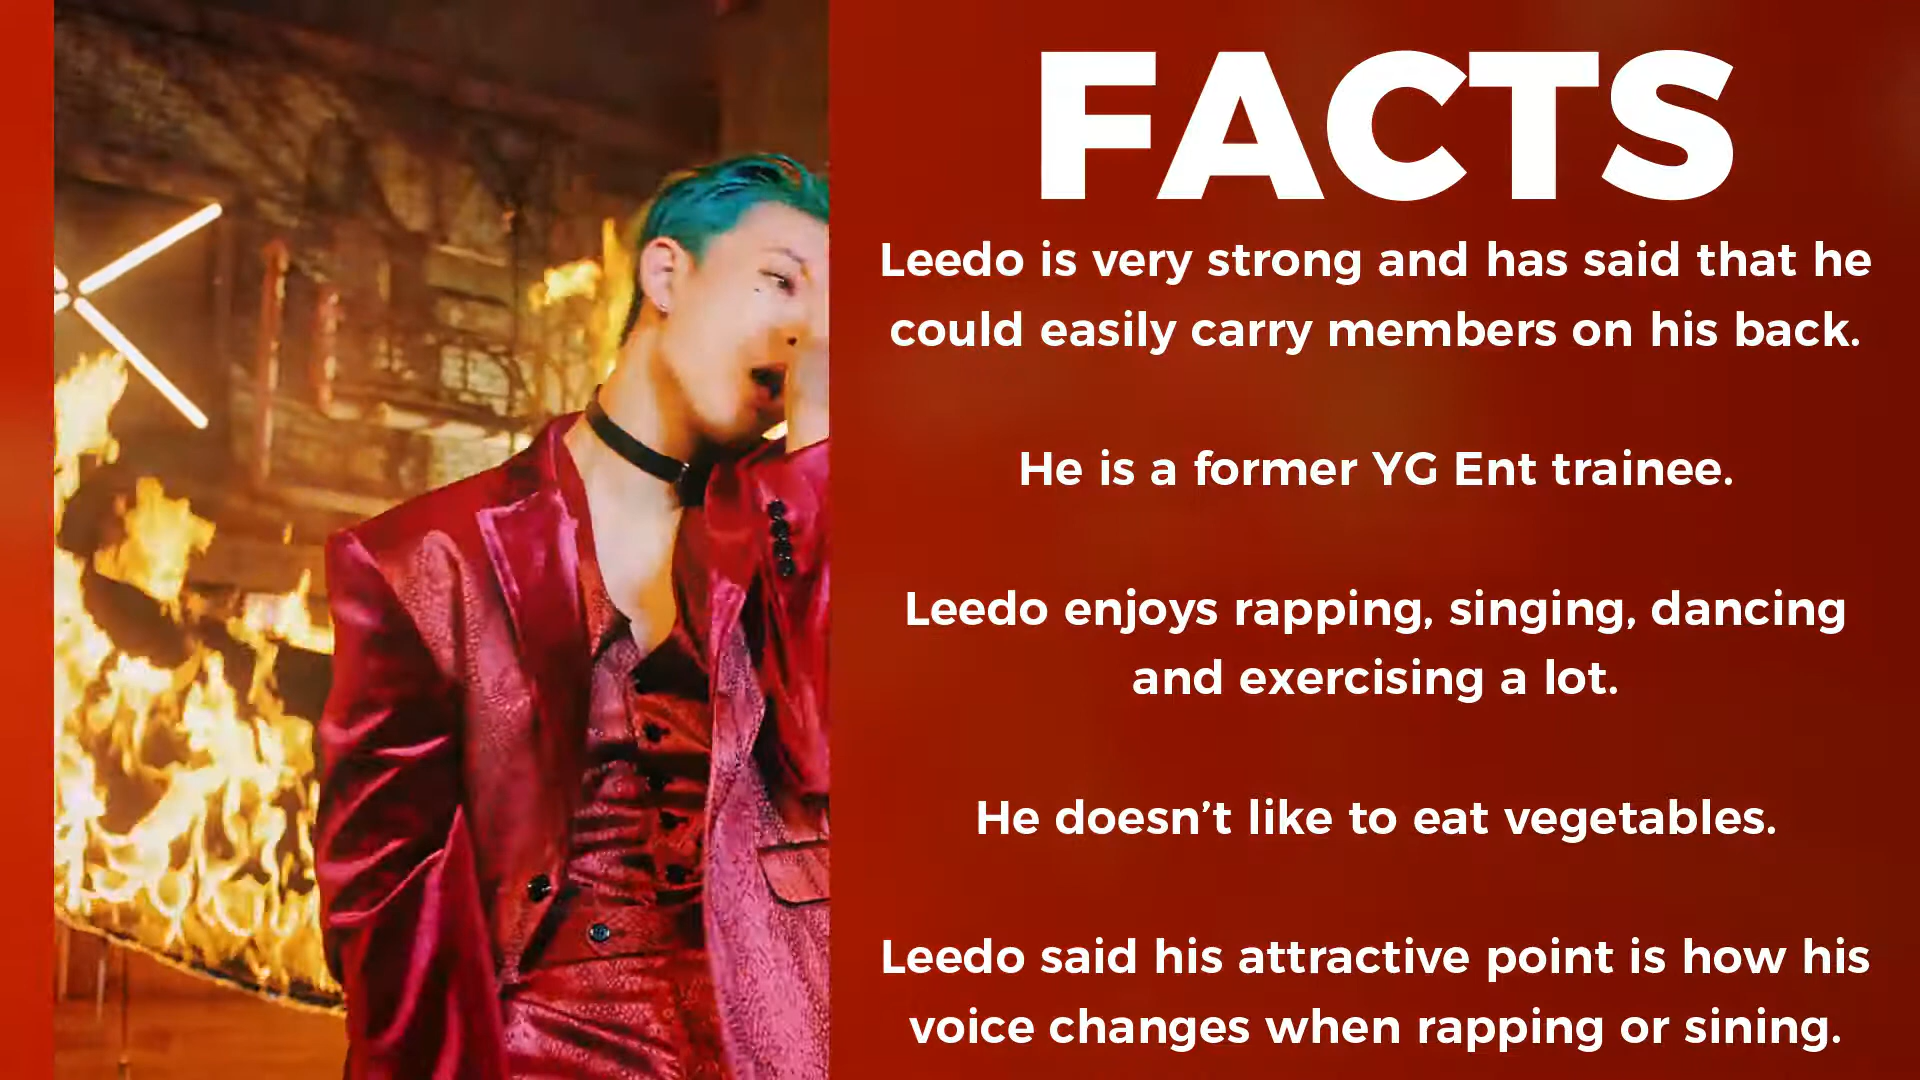 FACTS
Leedo is very strong and has said that he
could easily carry members on his back.
He is a former YG Ent trainee.
Leedo enjoys rapping, singing, dancing
and exercising a lot.
He doesn’t like to eat vegetables.
Leedo said his attractive point is how his
voice changes when rapping or sining.